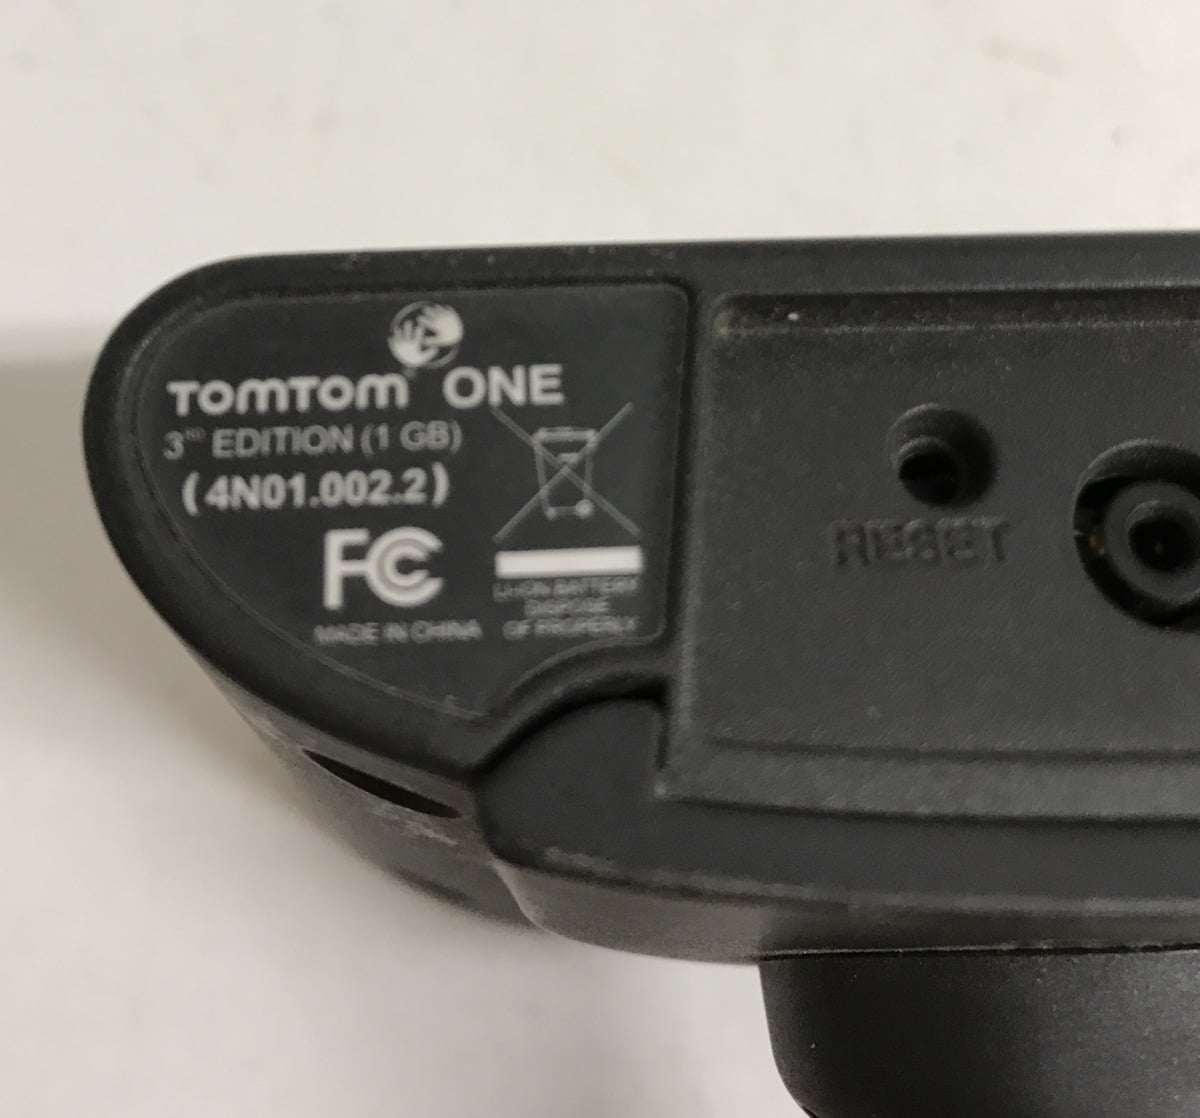 TOMTOM ONE
3RD EDITION (1 GB)
(4N01.002.2)
FC
MADE IN CHINA
LI-ION BATTERY
DISPOSE
OF PROPERLY
RESET